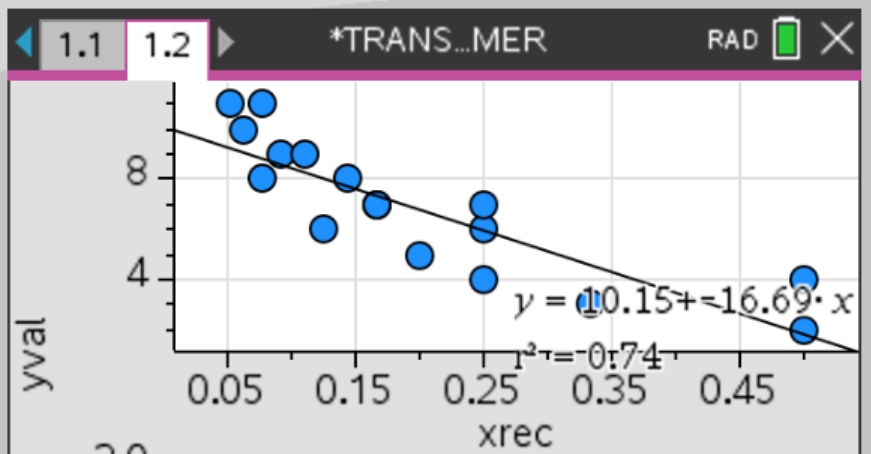 1.1 1.2 *TRANS...MER RAD
8
4
yval
y = 10.15+-16.69· x
r² = 0.74
0.05 0.15 0.25 0.35 0.45
xrec